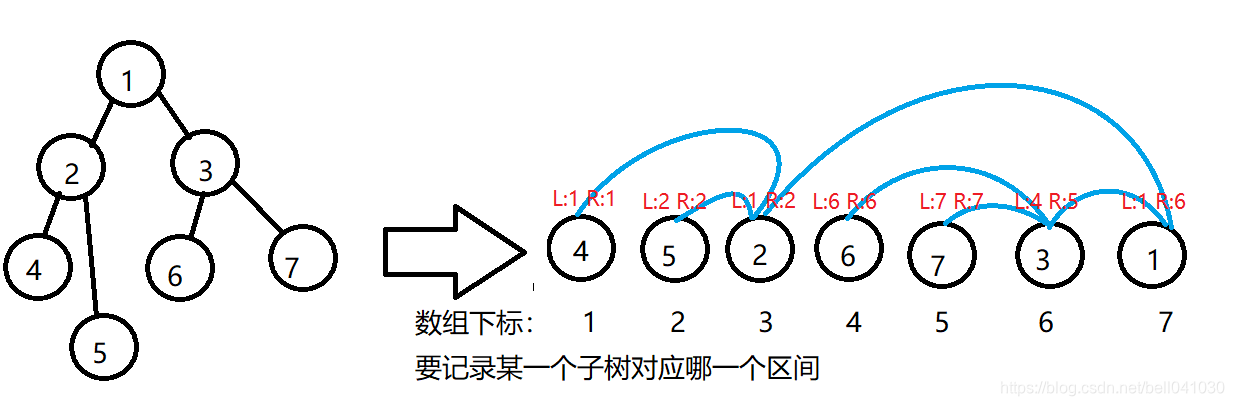 1
2 3
4 6 7
5
L:1 R:1 L:2 R:2 L:1 R:2 L:6 R:6 L:7 R:7 L:4 R:5 L:1 R:6
4 5 2 6 7 3 1
数组下标： 1 2 3 4 5 6 7
要记录某一个子树对应哪一个区间
https://blog.csdn.net/bell041030